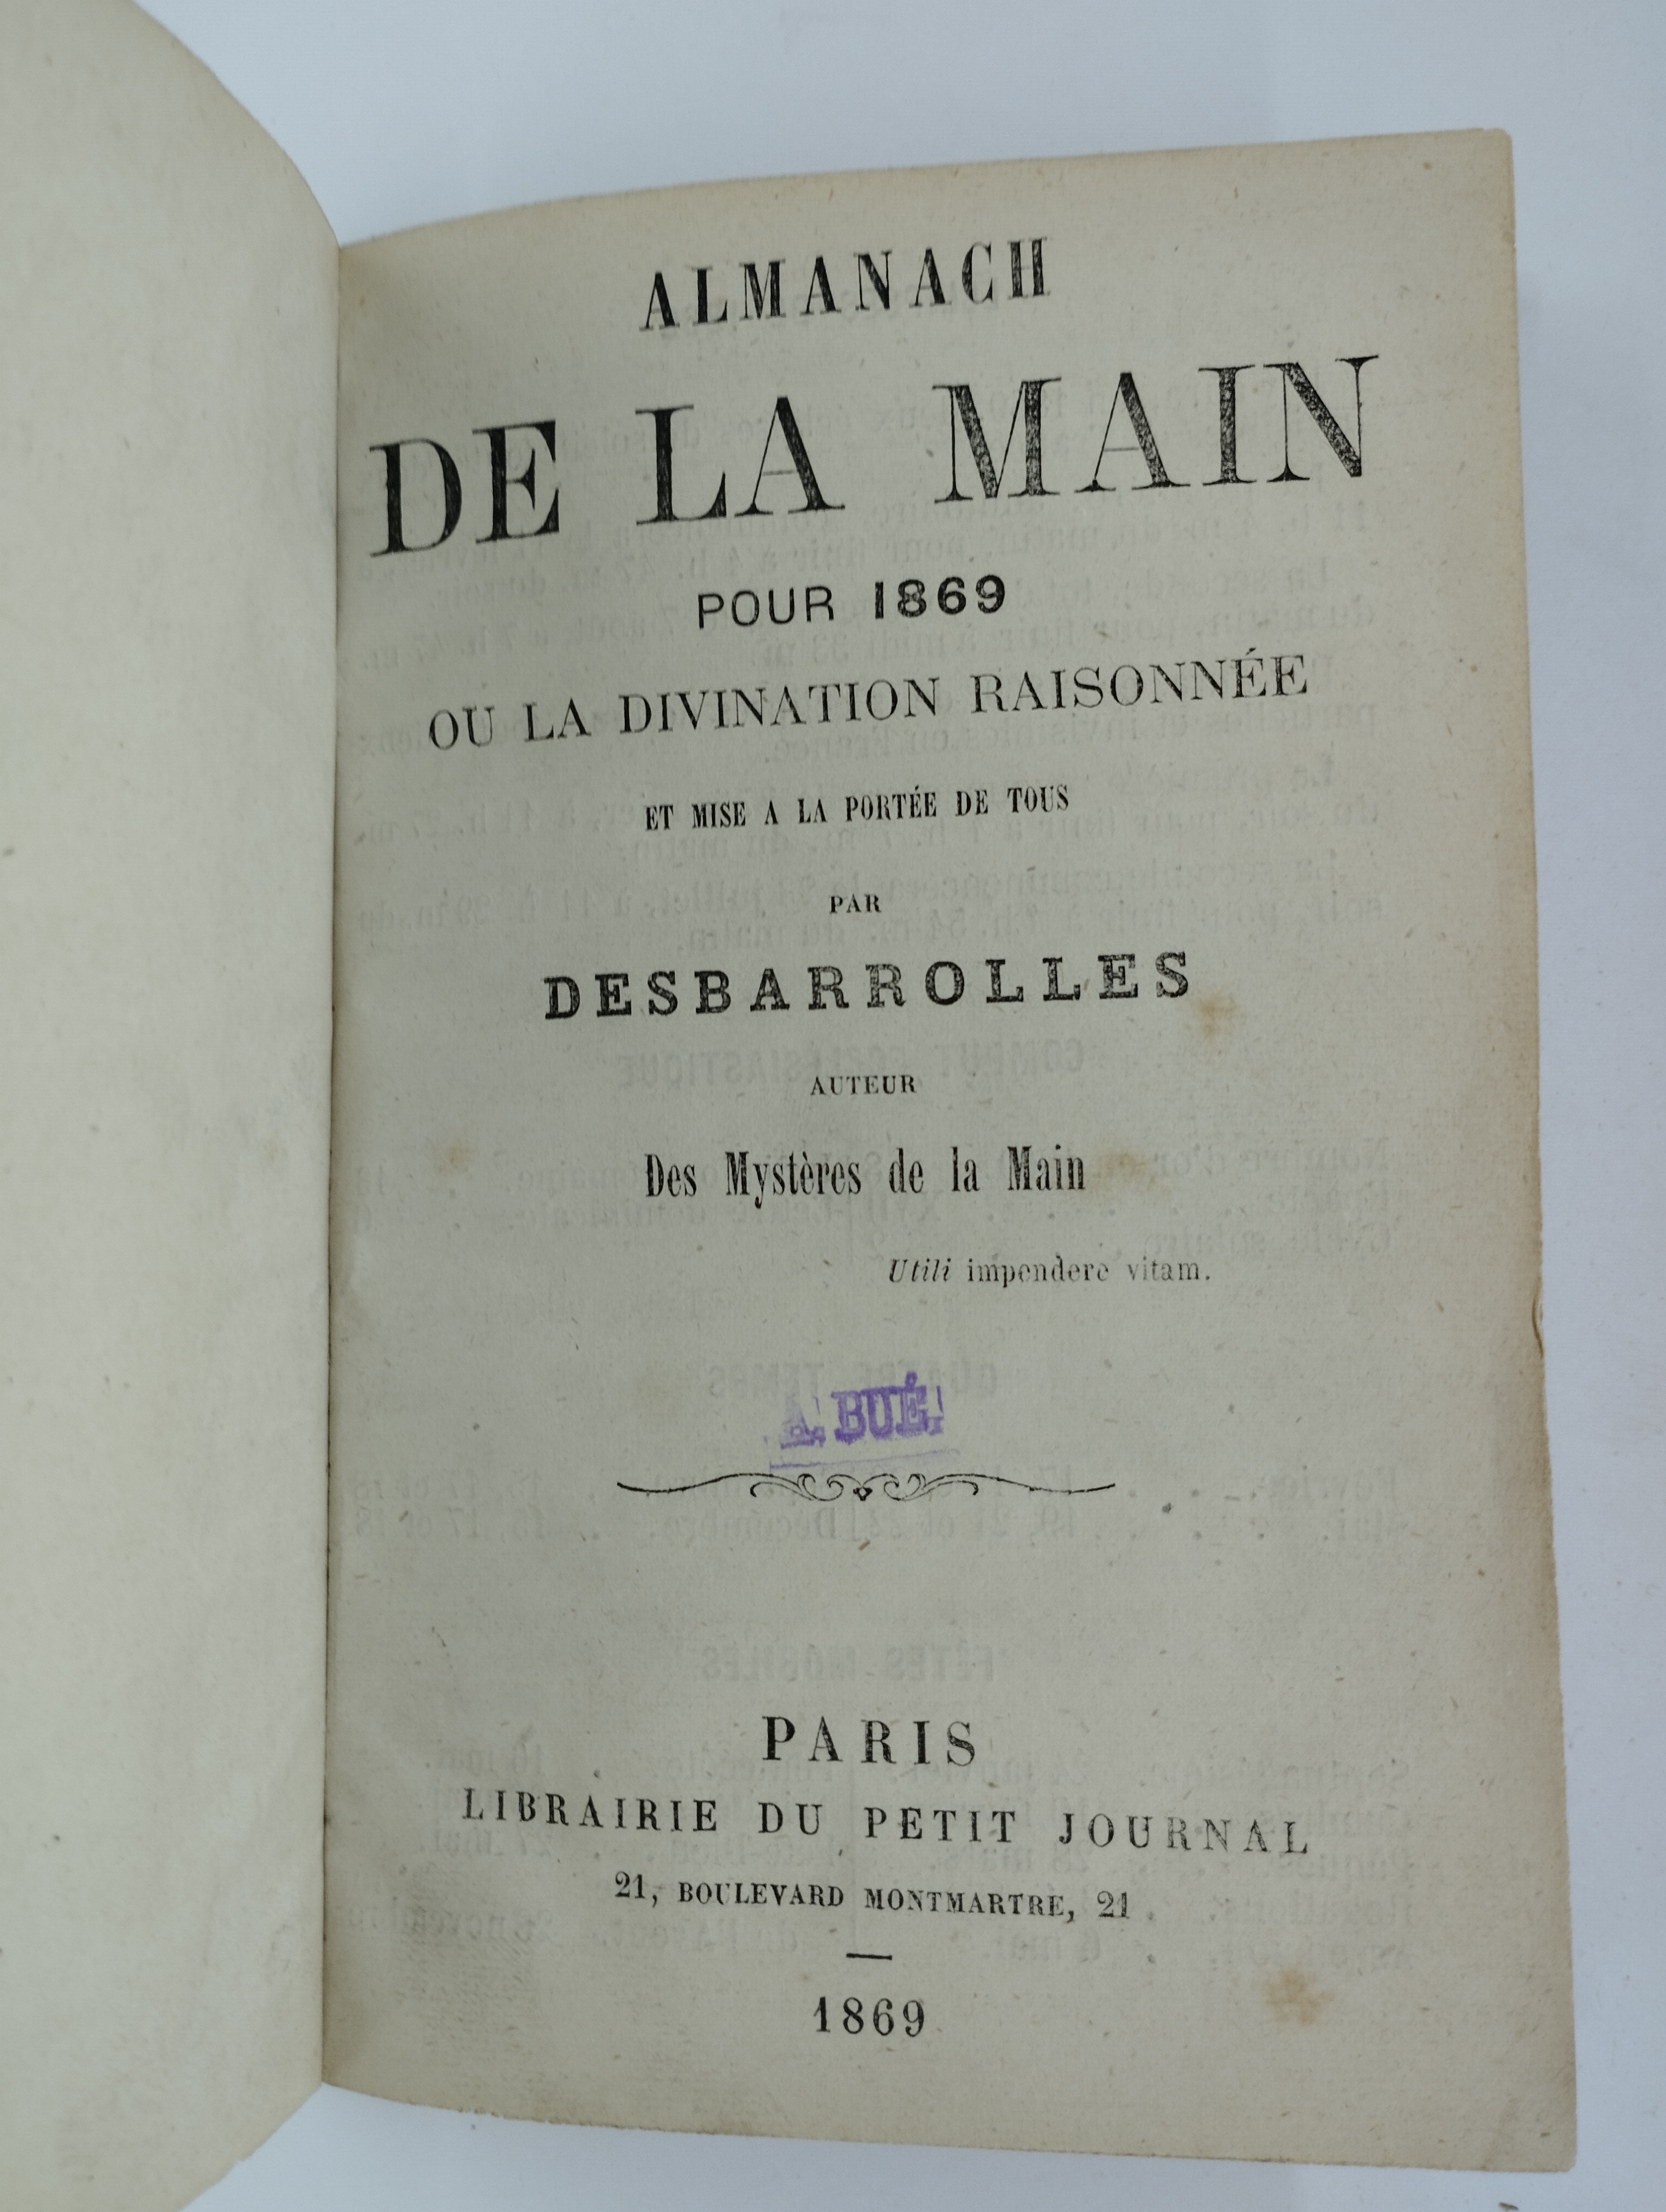 ALMANACH
DE LA MAIN
POUR 1869
OU LA DIVINATION RAISONNÉE
ET MISE A LA PORTÉE DE TOUS
PAR
DESBARROLLES
AUTEUR
Des Mystères de la Main
Utili impendere vitam.
A. BUÉ.
PARIS
LIBRAIRIE DU PETIT JOURNAL
21, BOULEVARD MONTMARTRE, 21
1869